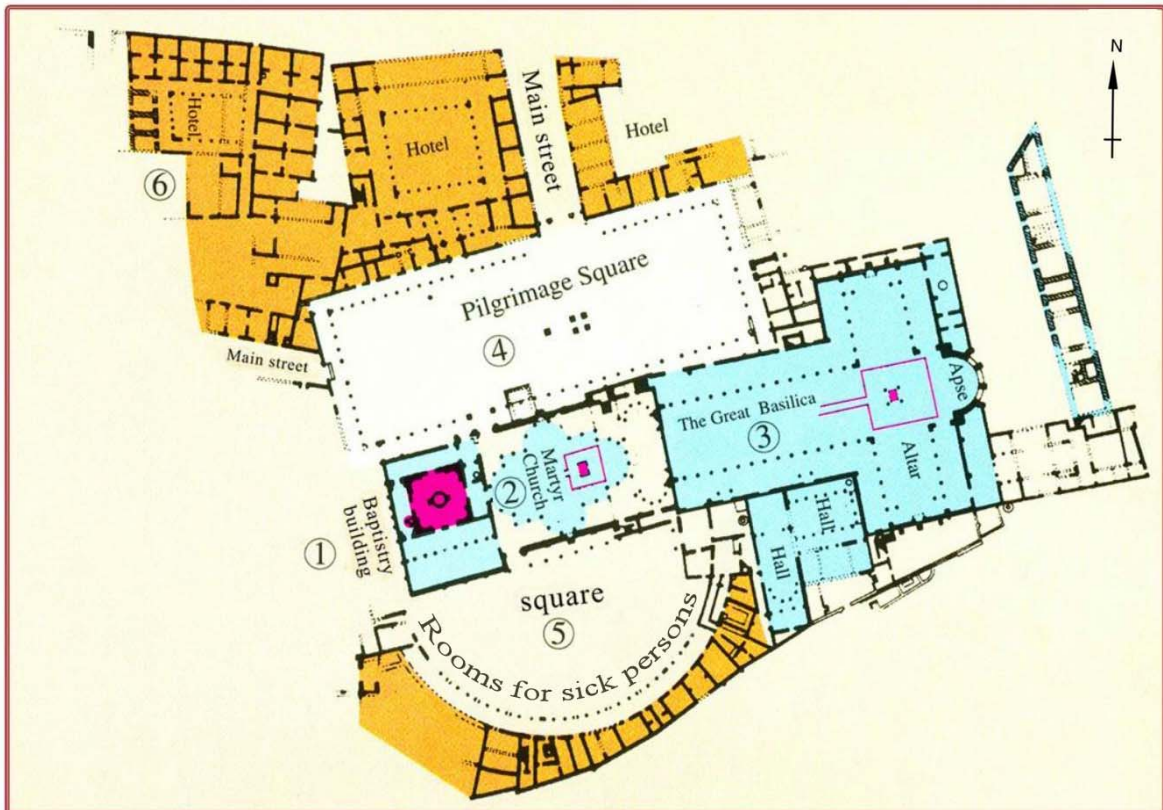 N
Hotel
Hotel
Main street
Hotel
⑥
Pilgrimage Square
④
Main street
The Great Basilica
③
Apse
Altar
Martyr
Church
②
Baptistry
building
①
Hall
Hall
square
⑤
Rooms for sick persons